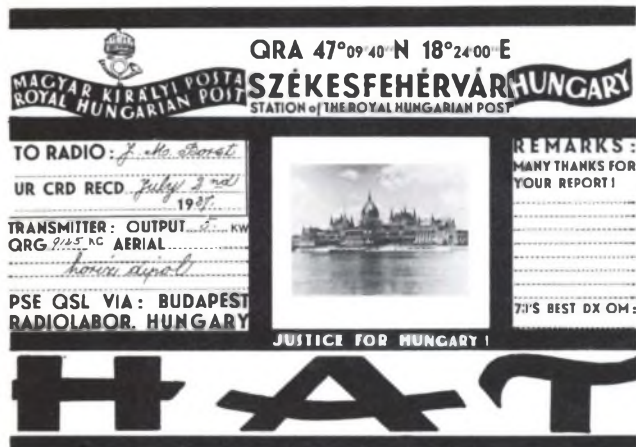 QRA 47°09'40"N 18°24'00"E
MAGYAR KIRÁLYI POSTA
ROYAL HUNGARIAN POST
SZÉKESFEHÉRVÁR
STATION of THE ROYAL HUNGARIAN POST
HUNGARY
TO RADIO: J. M. Borst
UR CRD RECD July 2nd
1937.
TRANSMITTER: OUTPUT 5. KW
QRG 9125 KC AERIAL
horiz. dipol
PSE QSL VIA: BUDAPEST
RADIOLABOR. HUNGARY
JUSTICE FOR HUNGARY!
REMARKS:
MANY THANKS FOR
YOUR REPORT!
73'S BEST DX OM:
HAT